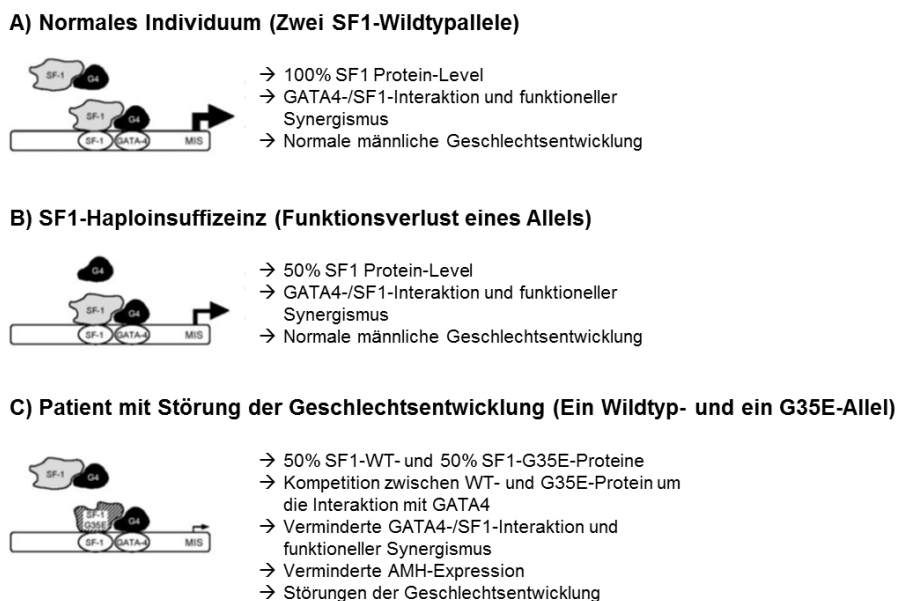 A) Normales Individuum (Zwei SF1-Wildtypallele)
SF-1 G4
SF-1 G4
SF-1 GATA-4 MIS
→ 100% SF1 Protein-Level
→ GATA4-/SF1-Interaktion und funktioneller
Synergismus
→ Normale männliche Geschlechtsentwicklung
B) SF1-Haploinsuffizeinz (Funktionsverlust eines Allels)
G4
SF-1 G4
SF-1 GATA-4 MIS
→ 50% SF1 Protein-Level
→ GATA4-/SF1-Interaktion und funktioneller
Synergismus
→ Normale männliche Geschlechtsentwicklung
C) Patient mit Störung der Geschlechtsentwicklung (Ein Wildtyp- und ein G35E-Allel)
SF-1 G4
SF-1
G35E G4
SF-1 GATA-4 MIS
→ 50% SF1-WT- und 50% SF1-G35E-Proteine
→ Kompetition zwischen WT- und G35E-Protein um
die Interaktion mit GATA4
→ Verminderte GATA4-/SF1-Interaktion und
funktioneller Synergismus
→ Verminderte AMH-Expression
→ Störungen der Geschlechtsentwicklung